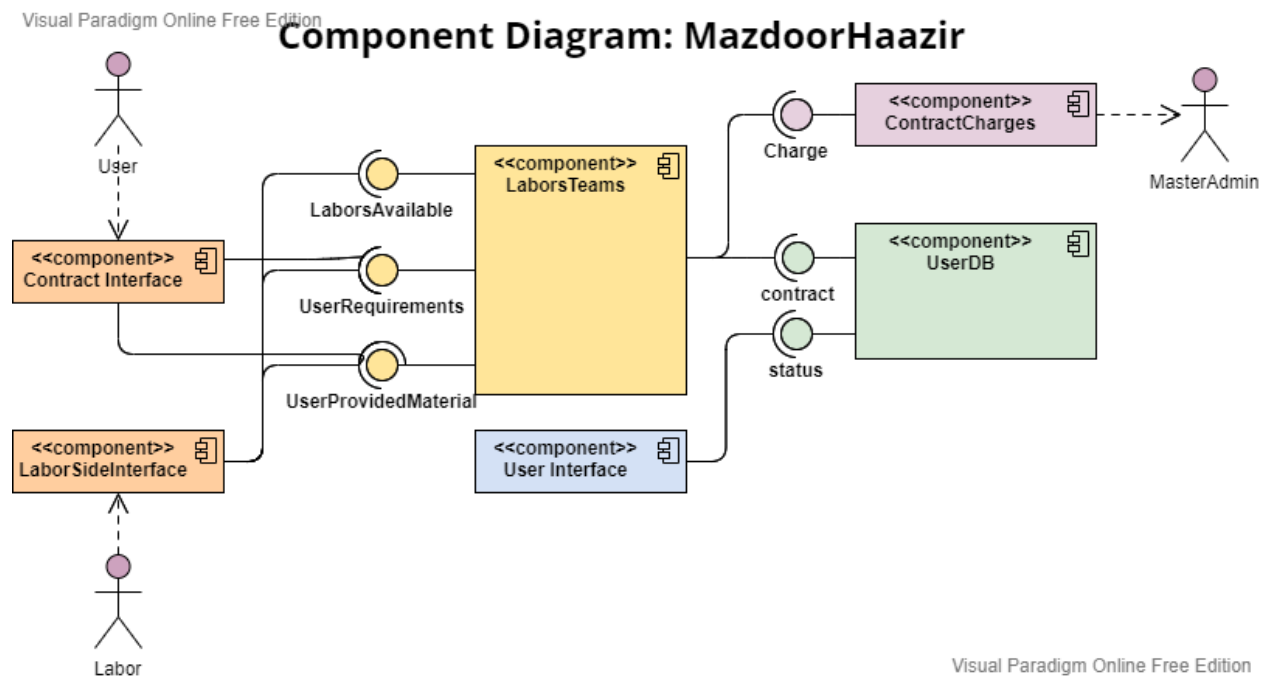 Visual Paradigm Online Free Edition
Component Diagram: MazdoorHaazir
User
<<component>>
Contract Interface
<<component>>
LaborSideInterface
Labor
LaborsAvailable
UserRequirements
UserProvidedMaterial
<<component>>
LaborsTeams
<<component>>
User Interface
Charge
contract
status
<<component>>
ContractCharges
<<component>>
UserDB
MasterAdmin
Visual Paradigm Online Free Edition